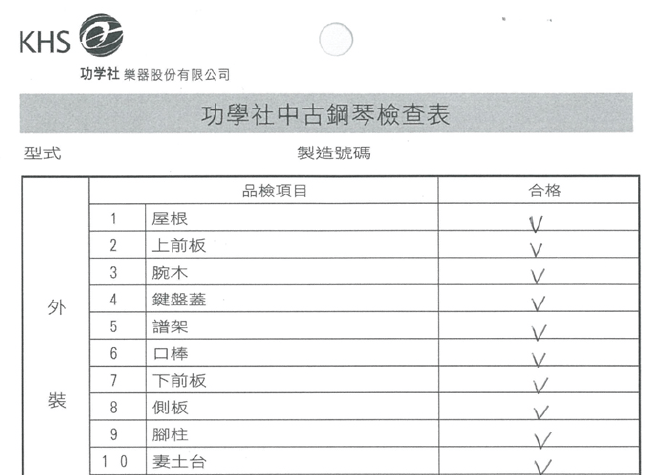 KHS
功学社 樂器股份有限公司
功學社中古鋼琴檢查表
型式 製造號碼
品檢項目 合格
外裝
1 屋根 V
2 上前板 V
3 腕木 V
4 鍵盤蓋 V
5 譜架 V
6 口棒 V
7 下前板 V
8 側板 V
9 腳柱 V
10 妻土台 V